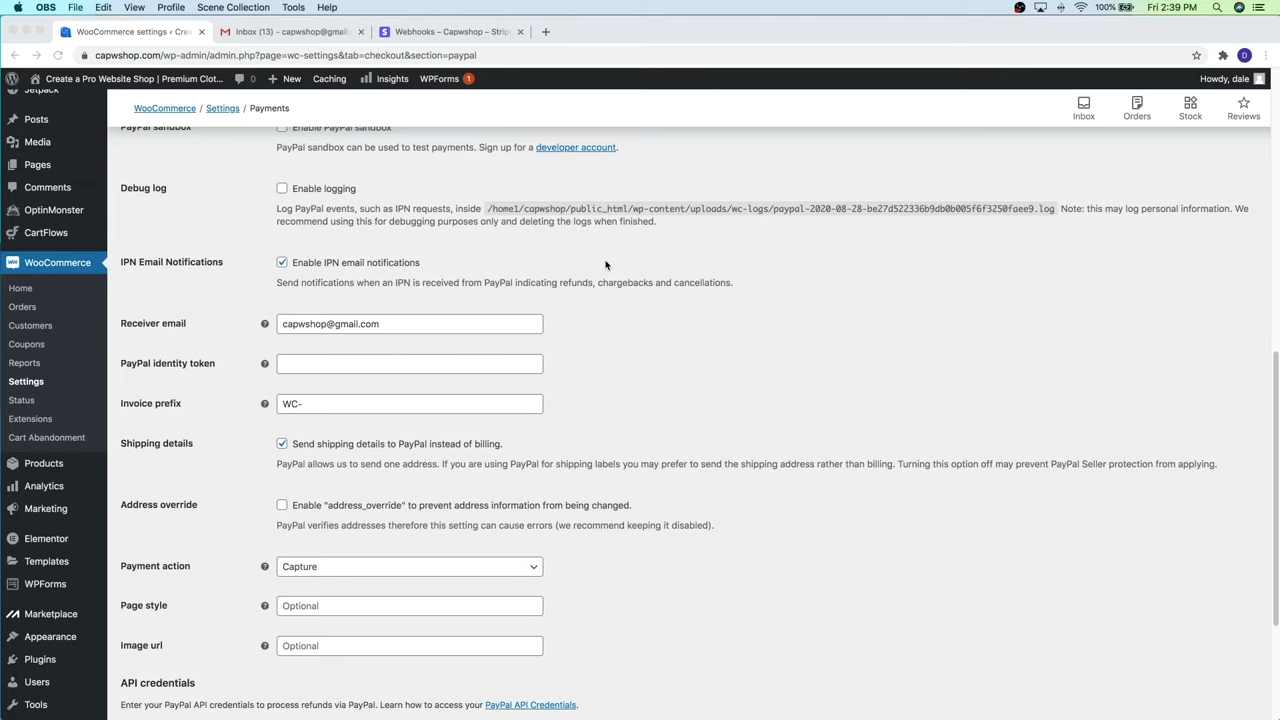 OBS File Edit View Profile Scene Collection Tools Help 100% Fri 2:39 PM
WooCommerce settings ‹ Crea Inbox (13) - capwshop@gmail. Webhooks – Capwshop – Strip
capwshop.com/wp-admin/admin.php?page=wc-settings&tab=checkout&section=paypal
Create a Pro Website Shop | Premium Clot... 0 New Caching Insights WPForms 1 Howdy, dale
Jetpack
Posts
Media
Pages
Comments
OptinMonster
CartFlows
WooCommerce
Home
Orders
Customers
Coupons
Reports
Settings
Status
Extensions
Cart Abandonment
Products
Analytics
Marketing
Elementor
Templates
WPForms
Marketplace
Appearance
Plugins
Users
Tools
WooCommerce / Settings / Payments
Inbox Orders Stock Reviews
PayPal sandbox Enable PayPal sandbox
PayPal sandbox can be used to test payments. Sign up for a developer account.
Debug log Enable logging
Log PayPal events, such as IPN requests, inside /home1/capwshop/public_html/wp-content/uploads/wc-logs/paypal-2020-08-28-be27d522336b9db0b005f6f3250faee9.log Note: this may log personal information. We
recommend using this for debugging purposes only and deleting the logs when finished.
IPN Email Notifications Enable IPN email notifications
Send notifications when an IPN is received from PayPal indicating refunds, chargebacks and cancellations.
Receiver email capwshop@gmail.com
PayPal identity token
Invoice prefix WC-
Shipping details Send shipping details to PayPal instead of billing.
PayPal allows us to send one address. If you are using PayPal for shipping labels you may prefer to send the shipping address rather than billing. Turning this option off may prevent PayPal Seller protection from applying.
Address override Enable "address_override" to prevent address information from being changed.
PayPal verifies addresses therefore this setting can cause errors (we recommend keeping it disabled).
Payment action Capture
Page style Optional
Image url Optional
API credentials
Enter your PayPal API credentials to process refunds via PayPal. Learn how to access your PayPal API Credentials.